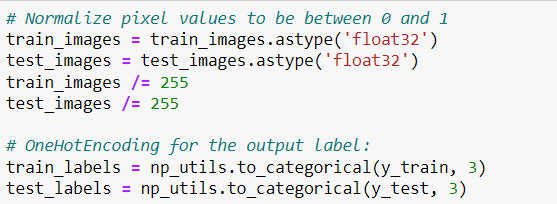 # Normalize pixel values to be between 0 and 1
train_images = train_images.astype('float32')
test_images = test_images.astype('float32')
train_images /= 255
test_images /= 255
# OneHotEncoding for the output label:
train_labels = np_utils.to_categorical(y_train, 3)
test_labels = np_utils.to_categorical(y_test, 3)